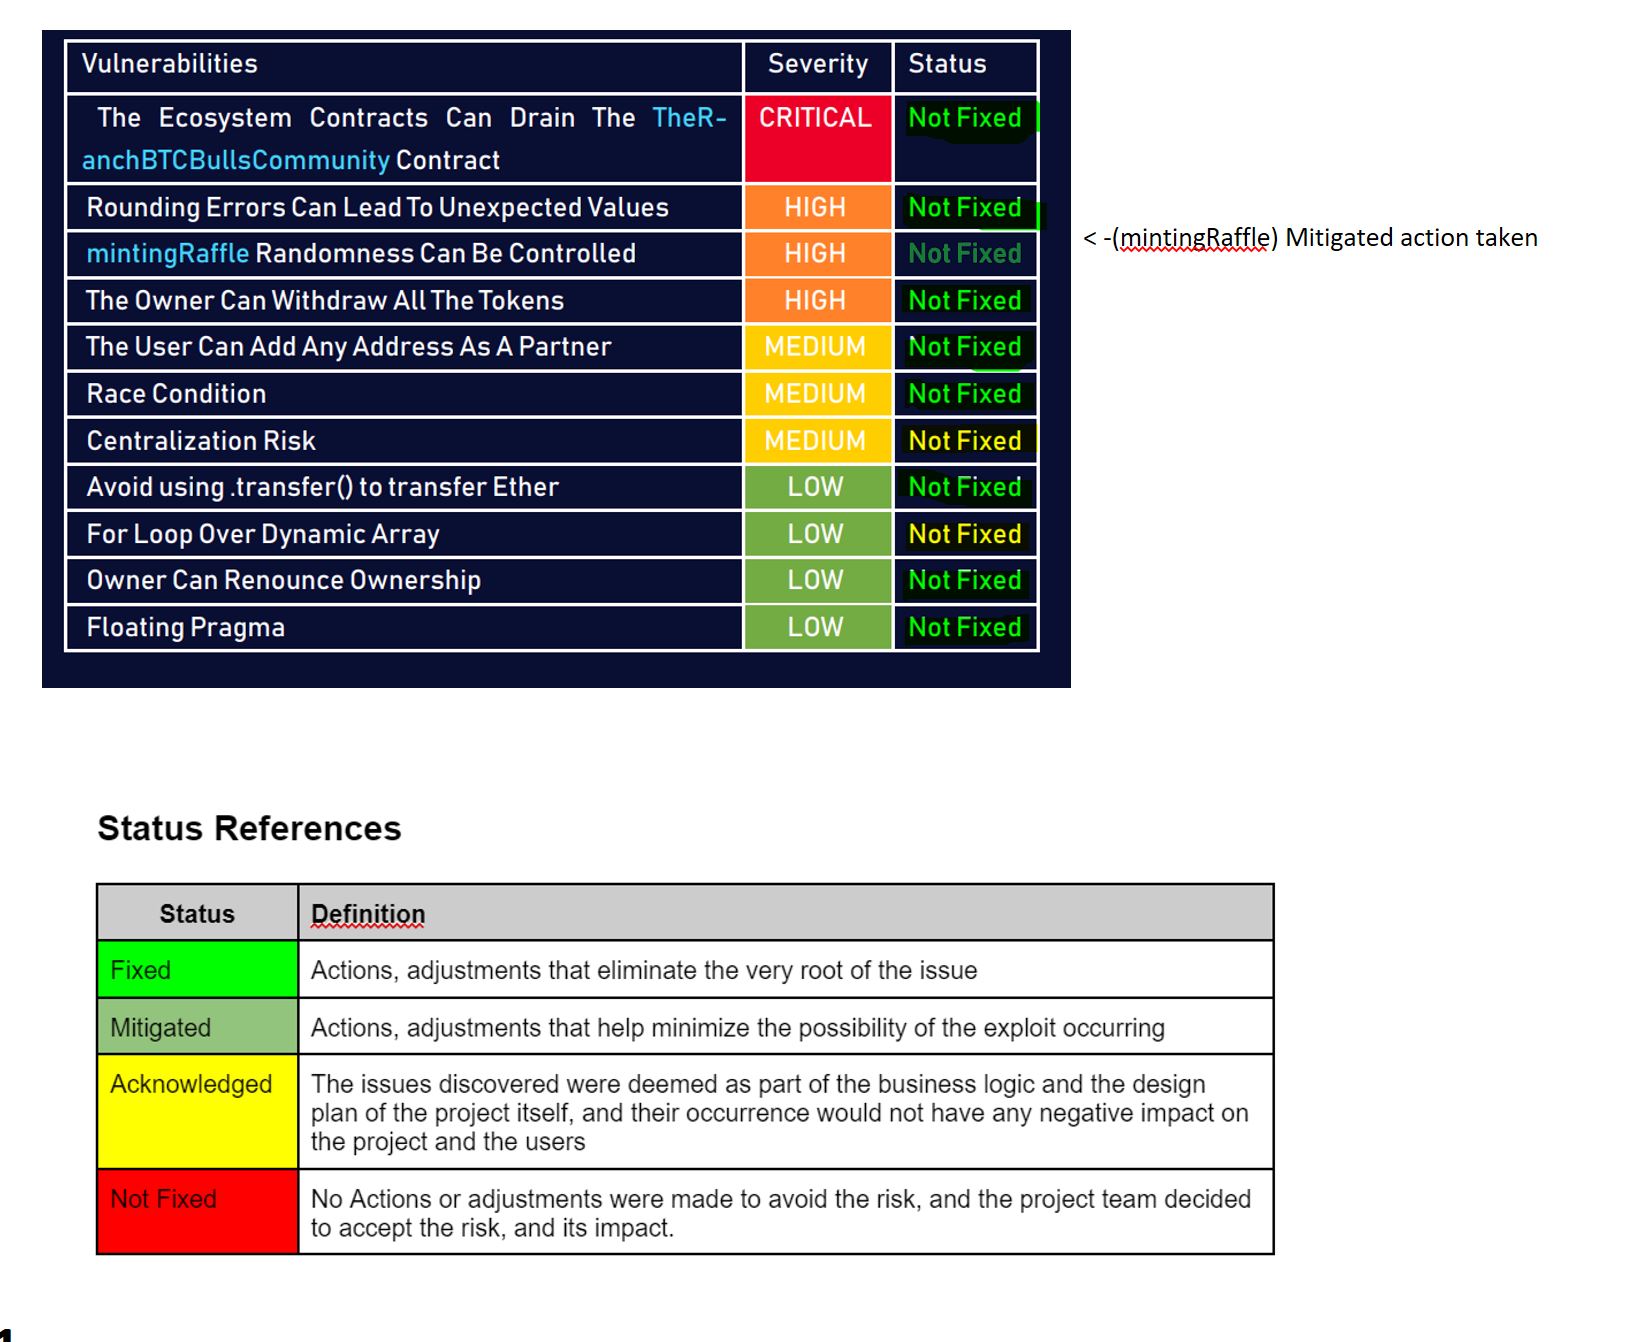 Vulnerabilities Severity Status
The Ecosystem Contracts Can Drain The TheR- CRITICAL Not Fixed
anchBTCBullsCommunity Contract
Rounding Errors Can Lead To Unexpected Values HIGH Not Fixed
< -(mintingRaffle) Mitigated action taken
mintingRaffle Randomness Can Be Controlled HIGH Not Fixed
The Owner Can Withdraw All The Tokens HIGH Not Fixed
The User Can Add Any Address As A Partner MEDIUM Not Fixed
Race Condition MEDIUM Not Fixed
Centralization Risk MEDIUM Not Fixed
Avoid using .transfer() to transfer Ether LOW Not Fixed
For Loop Over Dynamic Array LOW Not Fixed
Owner Can Renounce Ownership LOW Not Fixed
Floating Pragma LOW Not Fixed
Status References
Status Definition
Fixed Actions, adjustments that eliminate the very root of the issue
Mitigated Actions, adjustments that help minimize the possibility of the exploit occurring
Acknowledged The issues discovered were deemed as part of the business logic and the design
plan of the project itself, and their occurrence would not have any negative impact on
the project and the users
Not Fixed No Actions or adjustments were made to avoid the risk, and the project team decided
to accept the risk, and its impact.